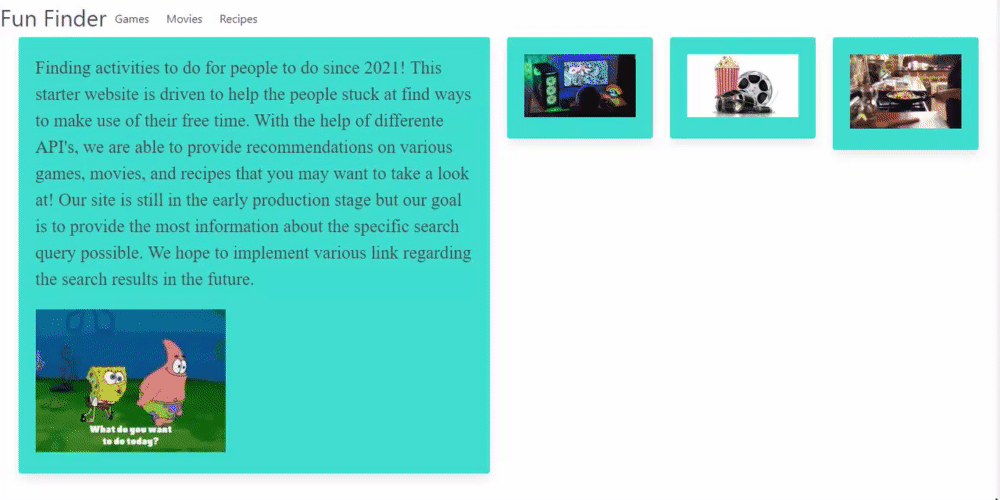 Fun Finder Games Movies Recipes
Finding activities to do for people to do since 2021! This
starter website is driven to help the people stuck at find ways
to make use of their free time. With the help of differente
API's, we are able to provide recommendations on various
games, movies, and recipes that you may want to take a look
at! Our site is still in the early production stage but our goal
is to provide the most information about the specific search
query possible. We hope to implement various link regarding
the search results in the future.
What do you want
to do today?